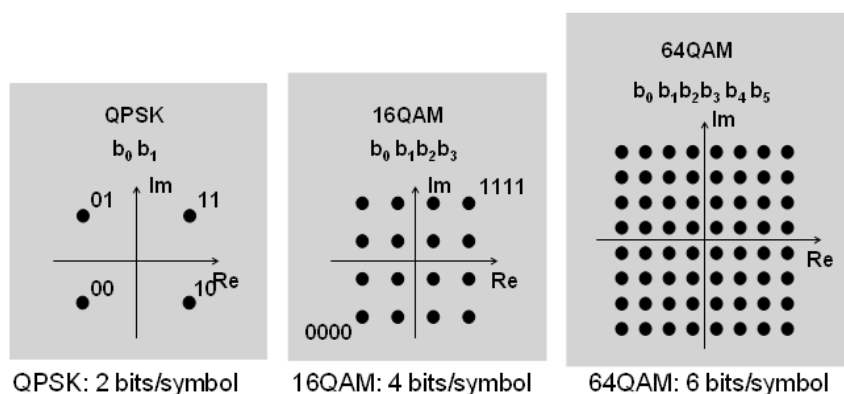 QPSK
b0 b1
Im
01
11
00
10
Re
QPSK: 2 bits/symbol
16QAM
b0 b1b2b3
Im
1111
Re
0000
16QAM: 4 bits/symbol
64QAM
b0 b1b2b3 b4 b5
Im
Re
64QAM: 6 bits/symbol